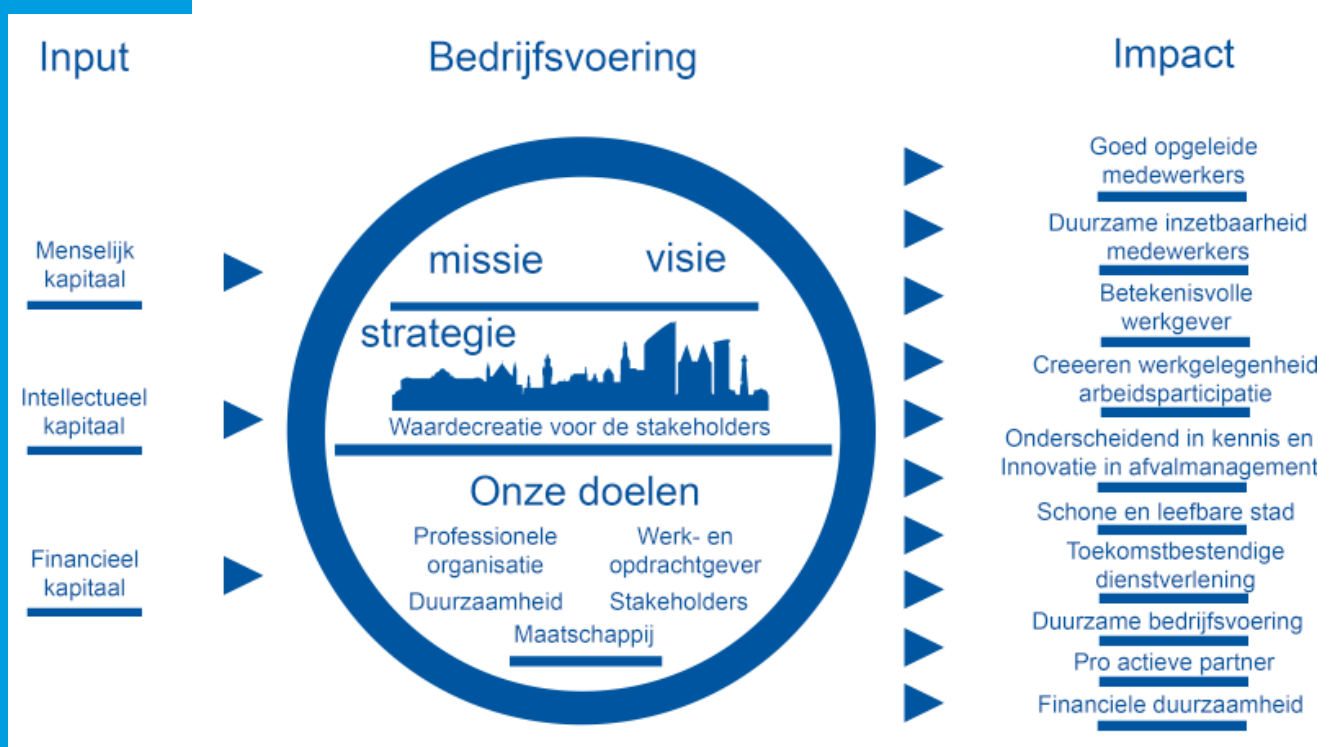 Input
Bedrijfsvoering
Impact
Menselijk
kapitaal
Intellectueel
kapitaal
Financieel
kapitaal
missie visie
strategie
Waardecreatie voor de stakeholders
Onze doelen
Professionele
organisatie
Werk- en
opdrachtgever
Duurzaamheid
Stakeholders
Maatschappij
Goed opgeleide
medewerkers
Duurzame inzetbaarheid
medewerkers
Betekenisvolle
werkgever
Creeeren werkgelegenheid
arbeidsparticipatie
Onderscheidend in kennis en
Innovatie in afvalmanagement
Schone en leefbare stad
Toekomstbestendige
dienstverlening
Duurzame bedrijfsvoering
Pro actieve partner
Financiele duurzaamheid